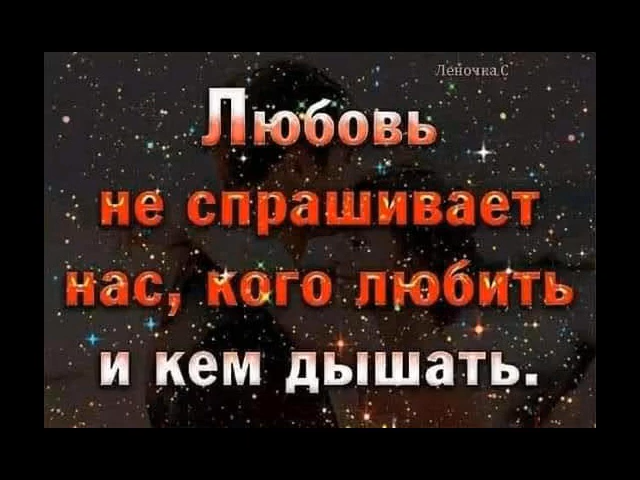 Леночка.С
Любовь
не спрашивает
нас, кого любить
и кем дышать.